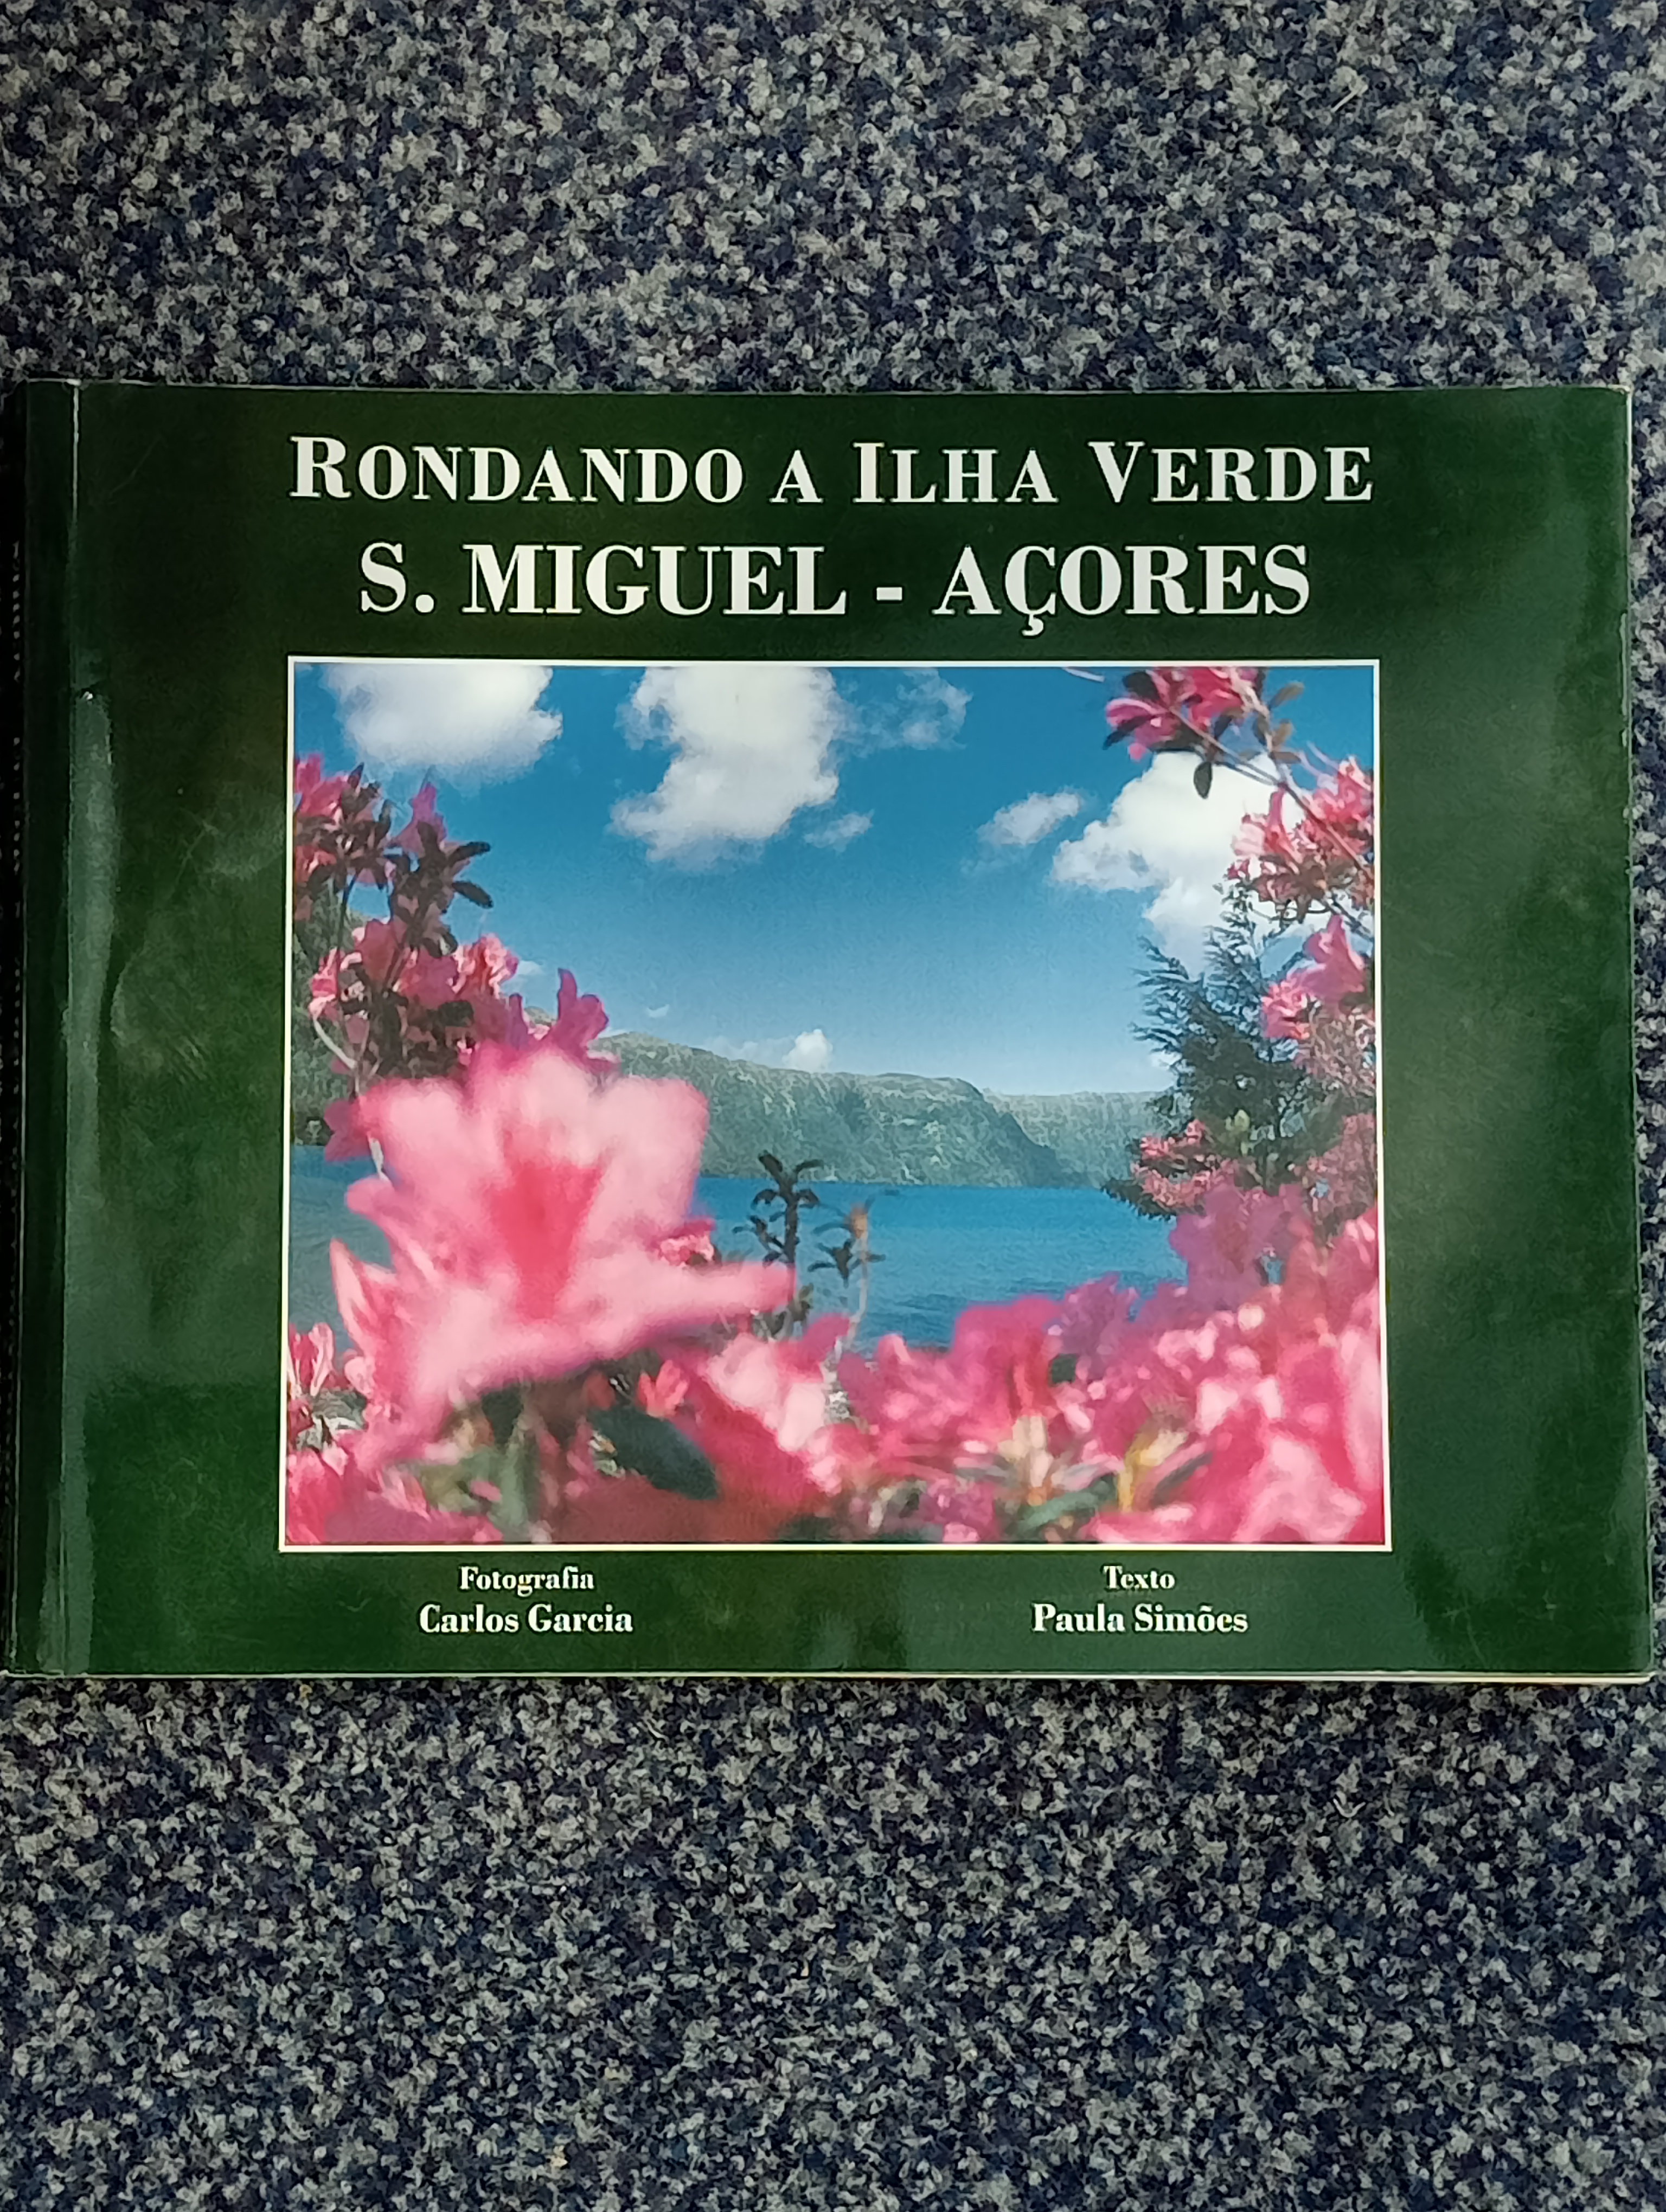 RONDANDO A ILHA VERDE
S. MIGUEL - AÇORES
Fotografia
Carlos Garcia
Texto
Paula Simões